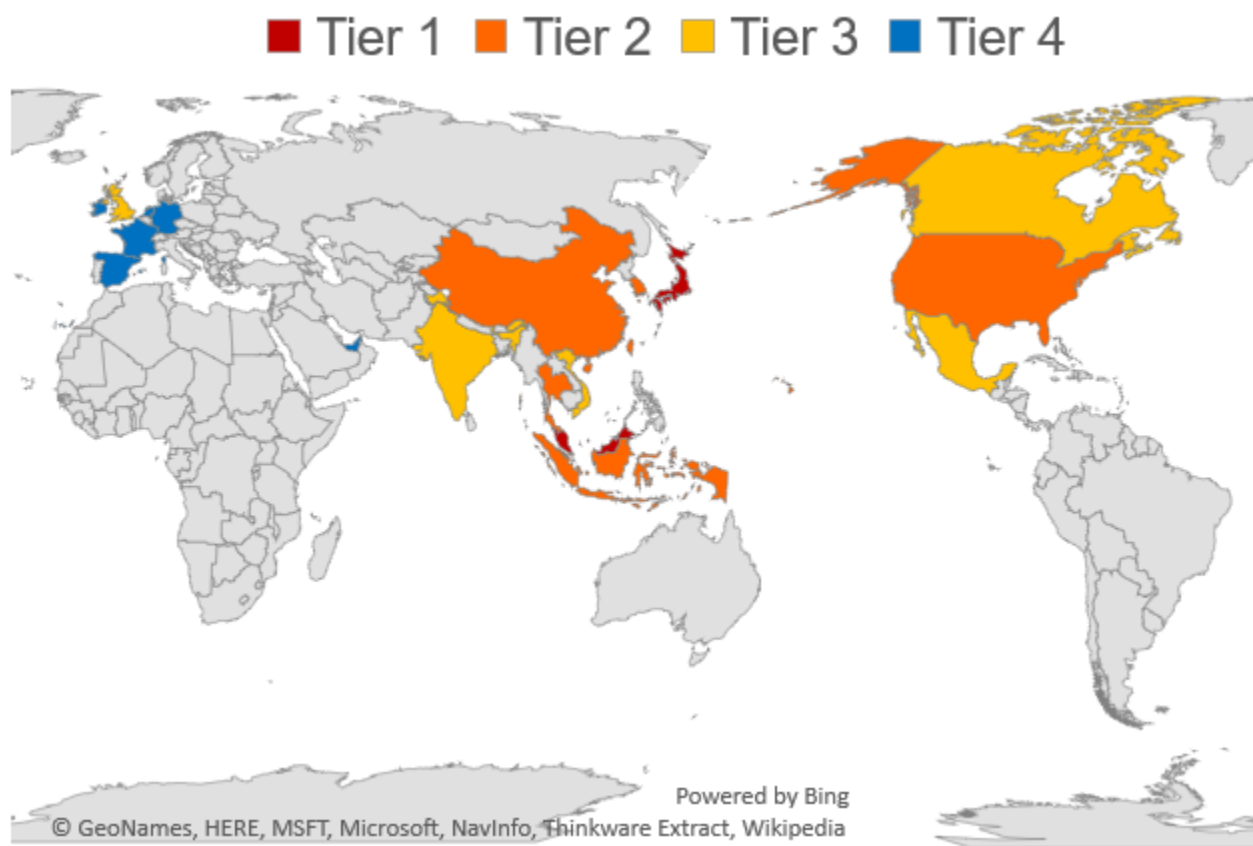 Tier 1 Tier 2 Tier 3 Tier 4
Powered by Bing
© GeoNames, HERE, MSFT, Microsoft, NavInfo, Thinkware Extract, Wikipedia